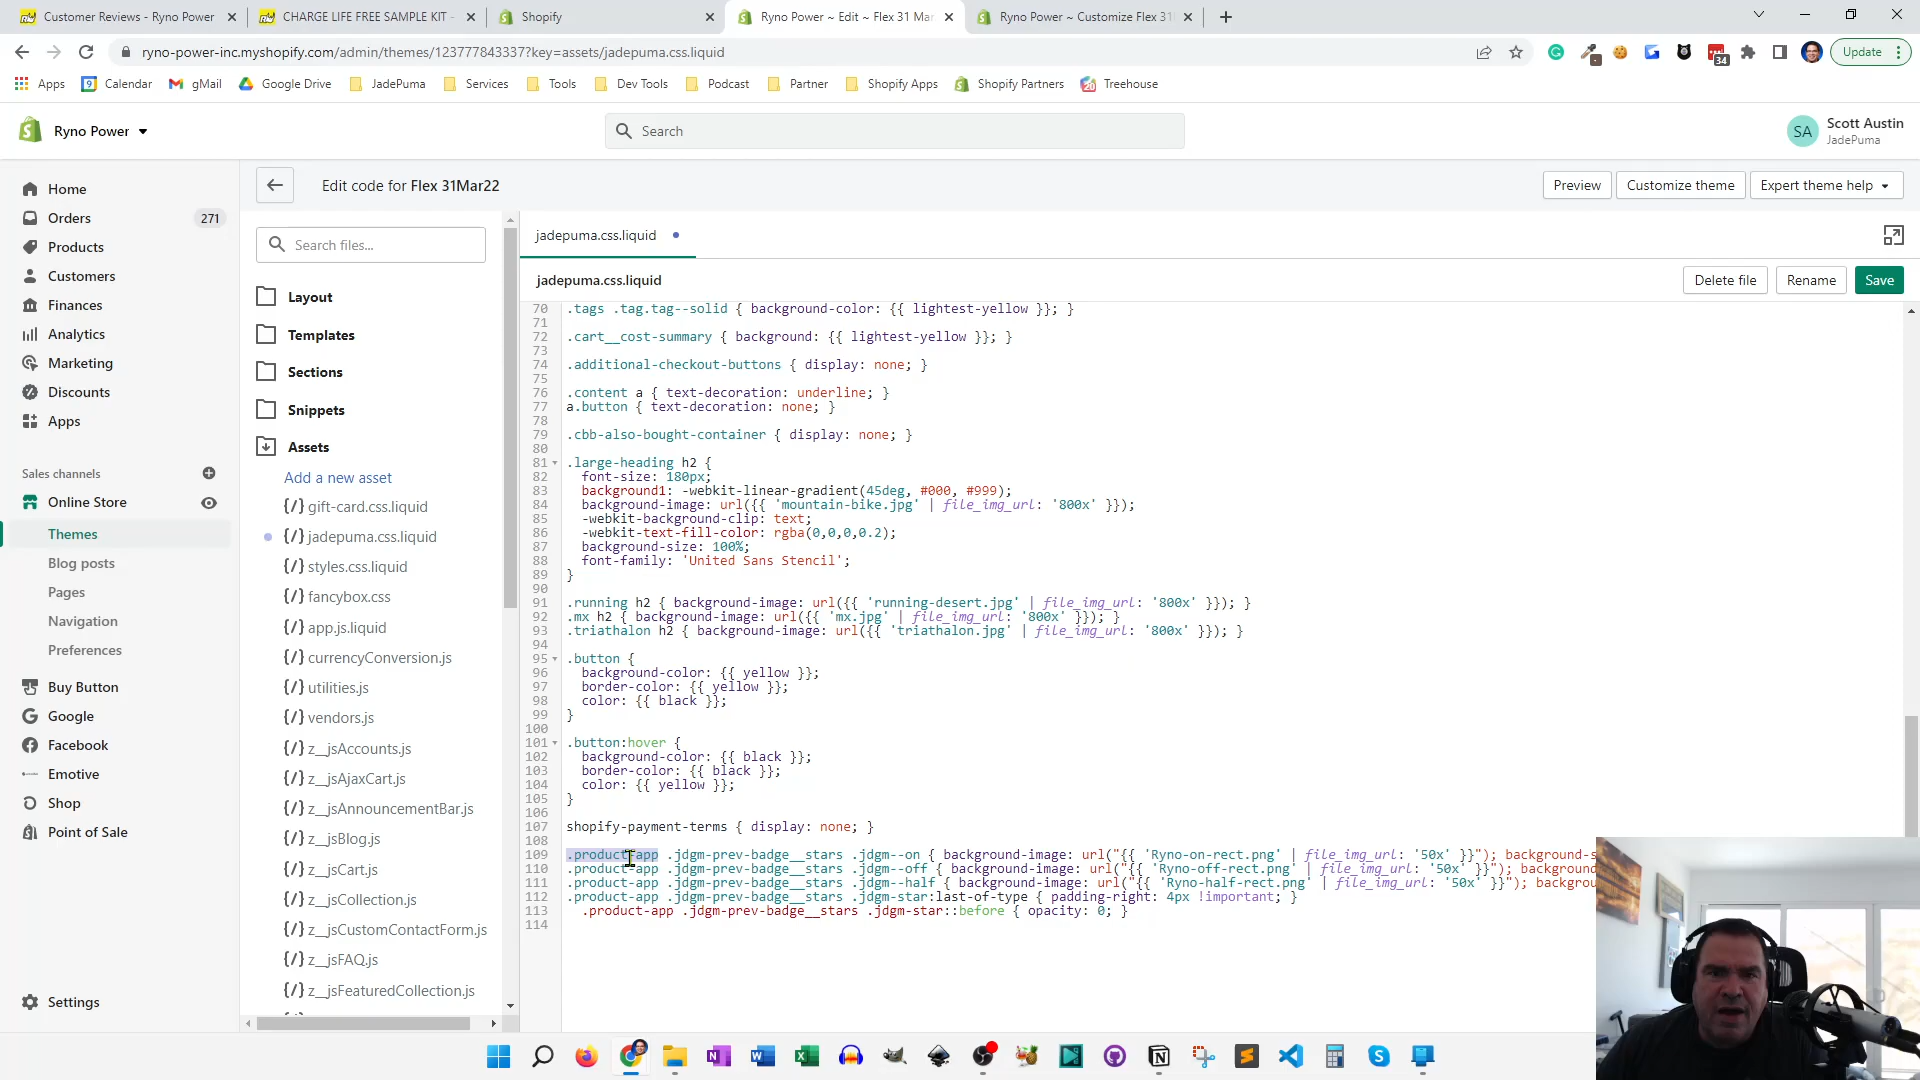 Customer Reviews - Ryno Power
CHARGE LIFE FREE SAMPLE KIT -
Shopify
Ryno Power ~ Edit ~ Flex 31 Mar
Ryno Power ~ Customize Flex 31
ryno-power-inc.myshopify.com/admin/themes/123777843337?key=assets/jadepuma.css.liquid
34
Update
Apps
Calendar
gMail
Google Drive
JadePuma
Services
Tools
Dev Tools
Podcast
Partner
Shopify Apps
Shopify Partners
Treehouse
Ryno Power
Search
SA
Scott Austin
JadePuma
Home
Orders
271
Products
Customers
Finances
Analytics
Marketing
Discounts
Apps
Sales channels
Online Store
Themes
Blog posts
Pages
Navigation
Preferences
Buy Button
Google
Facebook
Emotive
Shop
Point of Sale
Settings
Edit code for Flex 31Mar22
Preview
Customize theme
Expert theme help
Search files...
Layout
Templates
Sections
Snippets
Assets
Add a new asset
{/} gift-card.css.liquid
{/} jadepuma.css.liquid
{/} styles.css.liquid
{/} fancybox.css
{/} app.js.liquid
{/} currencyConversion.js
{/} utilities.js
{/} vendors.js
{/} z__jsAccounts.js
{/} z__jsAjaxCart.js
{/} z__jsAnnouncementBar.js
{/} z__jsBlog.js
{/} z__jsCart.js
{/} z__jsCollection.js
{/} z__jsCustomContactForm.js
{/} z__jsFAQ.js
{/} z__jsFeaturedCollection.js
jadepuma.css.liquid
jadepuma.css.liquid
Delete file
Rename
Save
70 .tags .tag.tag--solid { background-color: {{ lightest-yellow }}; }
71
72 .cart__cost-summary { background: {{ lightest-yellow }}; }
73
74 .additional-checkout-buttons { display: none; }
75
76 .content a { text-decoration: underline; }
77 a.button { text-decoration: none; }
78
79 .cbb-also-bought-container { display: none; }
80
81 .large-heading h2 {
82 font-size: 180px;
83 background1: -webkit-linear-gradient(45deg, #000, #999);
84 background-image: url({{ 'mountain-bike.jpg' | file_img_url: '800x' }});
85 -webkit-background-clip: text;
86 -webkit-text-fill-color: rgba(0,0,0,0.2);
87 background-size: 100%;
88 font-family: 'United Sans Stencil';
89 }
90
91 .running h2 { background-image: url({{ 'running-desert.jpg' | file_img_url: '800x' }}); }
92 .mx h2 { background-image: url({{ 'mx.jpg' | file_img_url: '800x' }}); }
93 .triathalon h2 { background-image: url({{ 'triathalon.jpg' | file_img_url: '800x' }}); }
94
95 .button {
96 background-color: {{ yellow }};
97 border-color: {{ yellow }};
98 color: {{ black }};
99 }
100
101 .button:hover {
102 background-color: {{ black }};
103 border-color: {{ black }};
104 color: {{ yellow }};
105 }
106
107 shopify-payment-terms { display: none; }
108
109 .product-app .jdgm-prev-badge__stars .jdgm--on { background-image: url("{{ 'Ryno-on-rect.png' | file_img_url: '50x' }}"); background-s
110 .product-app .jdgm-prev-badge__stars .jdgm--off { background-image: url("{{ 'Ryno-off-rect.png' | file_img_url: '50x' }}"); background
111 .product-app .jdgm-prev-badge__stars .jdgm--half { background-image: url("{{ 'Ryno-half-rect.png' | file_img_url: '50x' }}"); backgrou
112 .product-app .jdgm-prev-badge__stars .jdgm-star:last-of-type { padding-right: 4px !important; }
113 .product-app .jdgm-prev-badge__stars .jdgm-star::before { opacity: 0; }
114